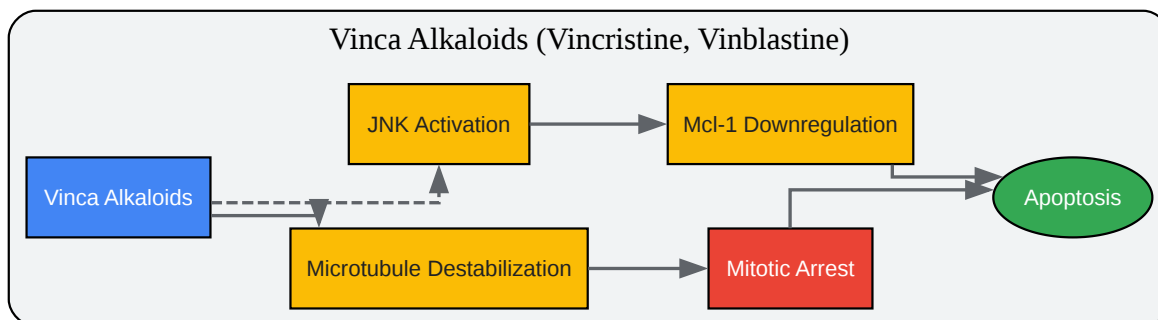 Vinca Alkaloids (Vincristine, Vinblastine)
JNK Activation
Mcl-1 Downregulation
Vinca Alkaloids
Apoptosis
Microtubule Destabilization
Mitotic Arrest